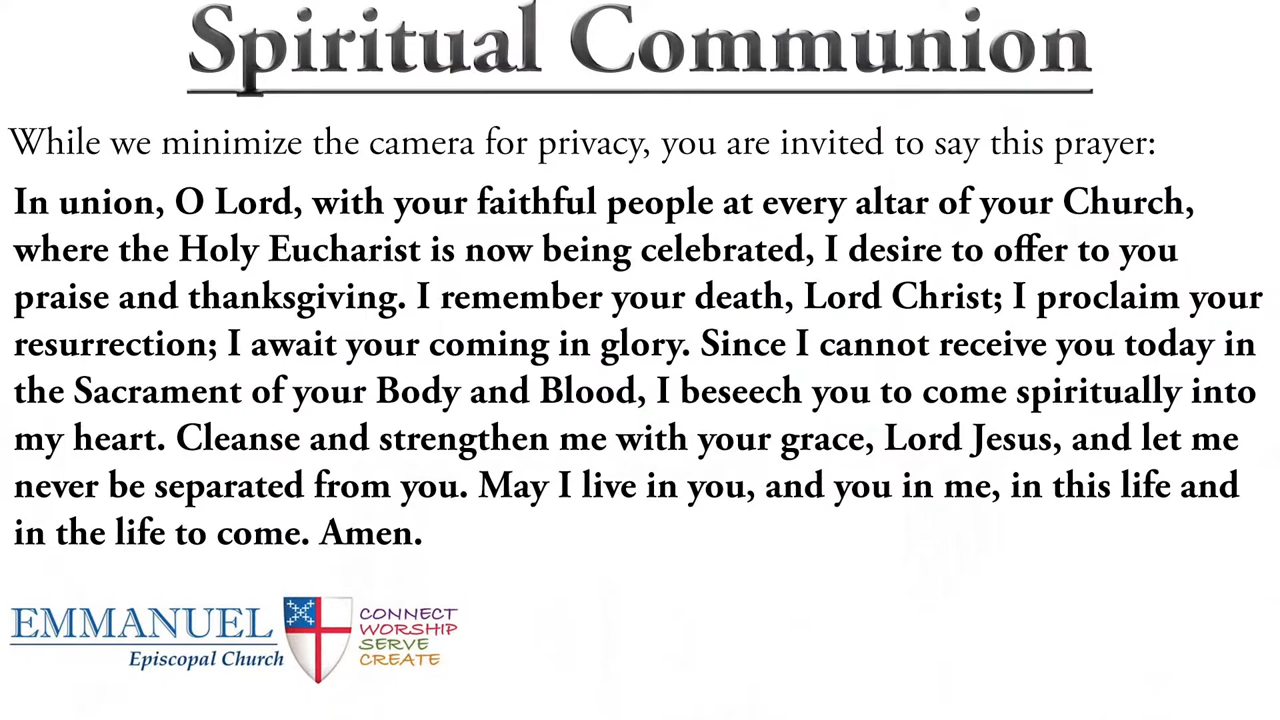 Spiritual Communion
While we minimize the camera for privacy, you are invited to say this prayer:
In union, O Lord, with your faithful people at every altar of your Church,
where the Holy Eucharist is now being celebrated, I desire to offer to you
praise and thanksgiving. I remember your death, Lord Christ; I proclaim your
resurrection; I await your coming in glory. Since I cannot receive you today in
the Sacrament of your Body and Blood, I beseech you to come spiritually into
my heart. Cleanse and strengthen me with your grace, Lord Jesus, and let me
never be separated from you. May I live in you, and you in me, in this life and
in the life to come. Amen.
EMMANUEL
Episcopal Church
CONNECT
WORSHIP
SERVE
CREATE